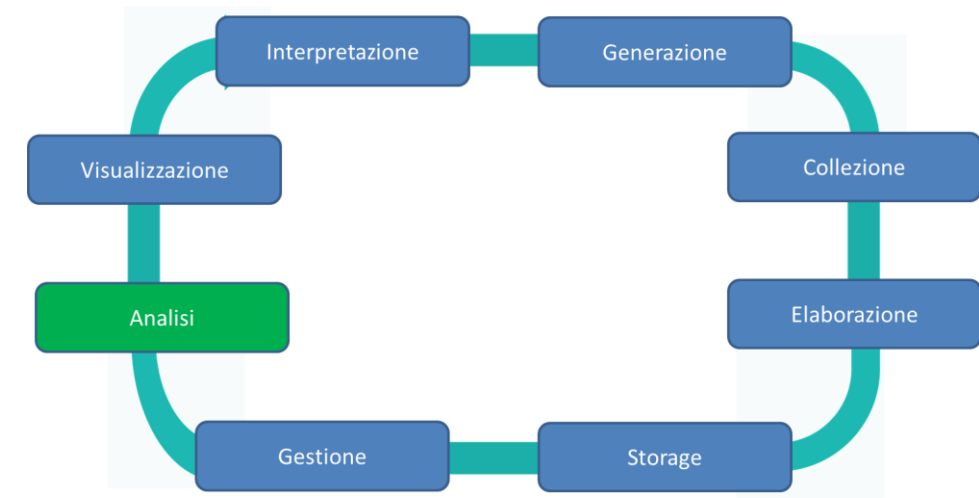 Interpretazione
Generazione
Visualizzazione
Collezione
Analisi
Elaborazione
Gestione
Storage